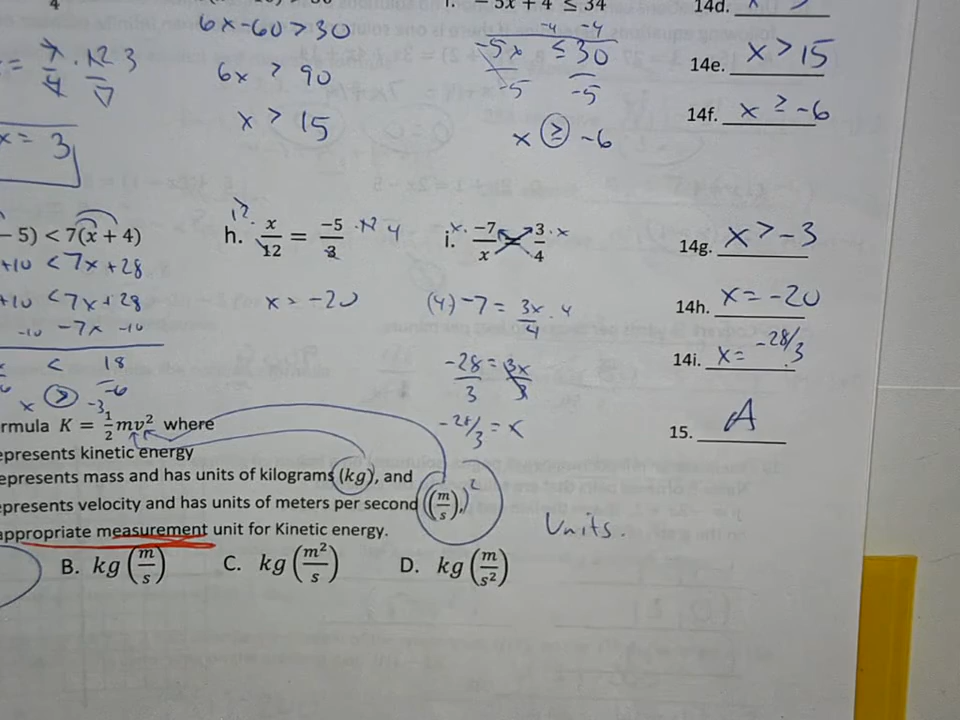 6x - 60 > 30
- 5x + 4 ≤ 34
14d.
-4 -4
6x > 90
-5x ≤ 30
-5 -5
14e. x > 15
x > 15
14f. x ≥ -6
x = 3
x ≥ -6
- 5) < 7(x + 4)
h. x/12 = -5/3
i. -7/x = 3/4 · x
14g. x > -3
+10 < 7x + 28
+10 < 7x + 28
x = -20
(4) -7 = 3x/4 · 4
14h. x = -20
-10 -7x -10
< 18
-28/3 = 3x/3
14i. x = -28/3
x > -3
-28/3 = x
ormula K = 1/2 mv² where
15. A
epresents kinetic energy
epresents mass and has units of kilograms (kg), and
epresents velocity and has units of meters per second (m/s).)²
appropriate measurement unit for Kinetic energy.
Units.
B. kg (m/s) C. kg (m²/s) D. kg (m/s²)